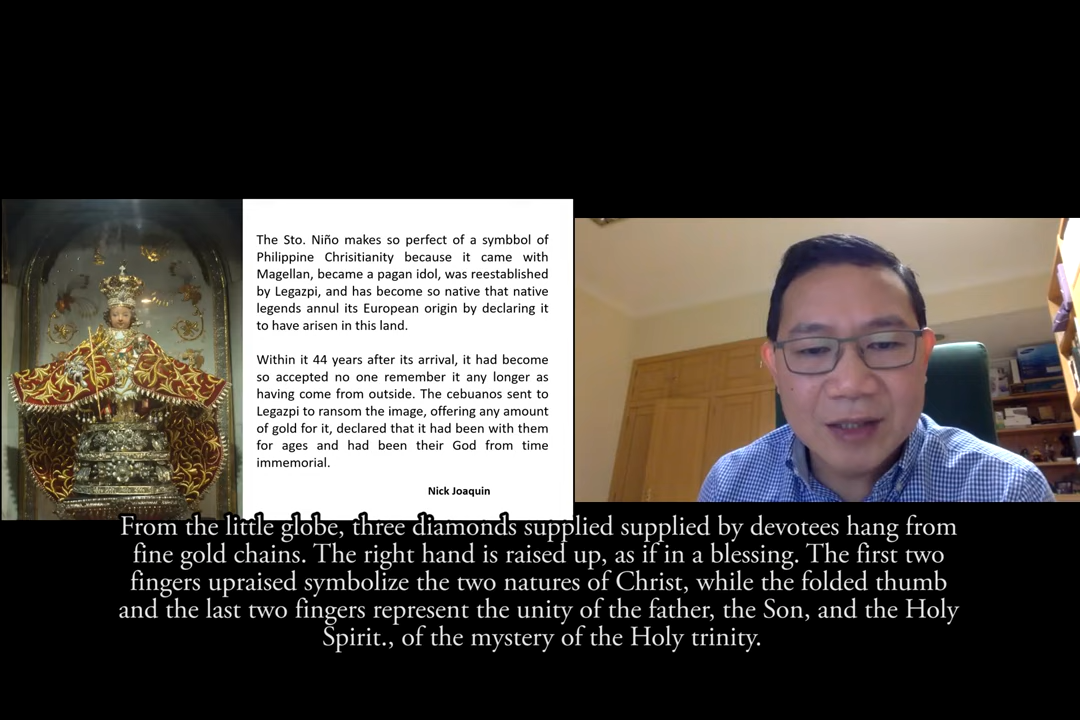 The Sto. Niño makes so perfect of a symbbol of
Philippine Chrisitianity because it came with
Magellan, became a pagan idol, was reestablished
by Legazpi, and has become so native that native
legends annul its European origin by declaring it
to have arisen in this land.
Within it 44 years after its arrival, it had become
so accepted no one remember it any longer as
having come from outside. The cebuanos sent to
Legazpi to ransom the image, offering any amount
of gold for it, declared that it had been with them
for ages and had been their God from time
immemorial.
Nick Joaquin
From the little globe, three diamonds supplied supplied by devotees hang from
fine gold chains. The right hand is raised up, as if in a blessing. The first two
fingers upraised symbolize the two natures of Christ, while the folded thumb
and the last two fingers represent the unity of the father, the Son, and the Holy
Spirit., of the mystery of the Holy trinity.